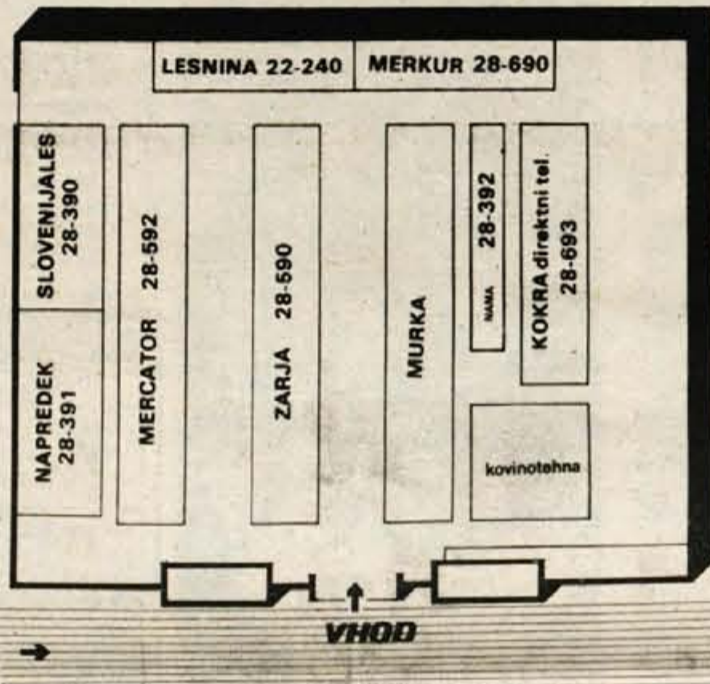 LESNINA 22-240
MERKUR 28-690
SLOVENIJALES
28-390
NAPREDEK
28-391
MERCATOR 28-592
ZARJA 28-590
MURKA
NAMA 28-392
KOKRA direktni tel.
28-693
kovinotehna
VHOD